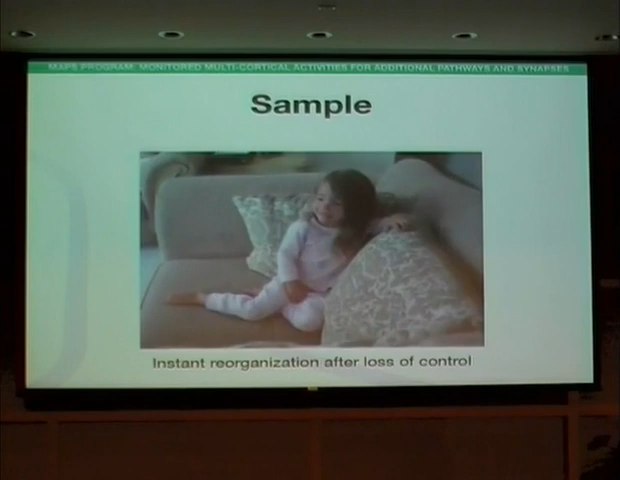 MAPS PROGRAM: MONITORED MULTI-CORTICAL ACTIVITIES FOR ADDITIONAL PATHWAYS AND SYNAPSES
Sample
Instant reorganization after loss of control